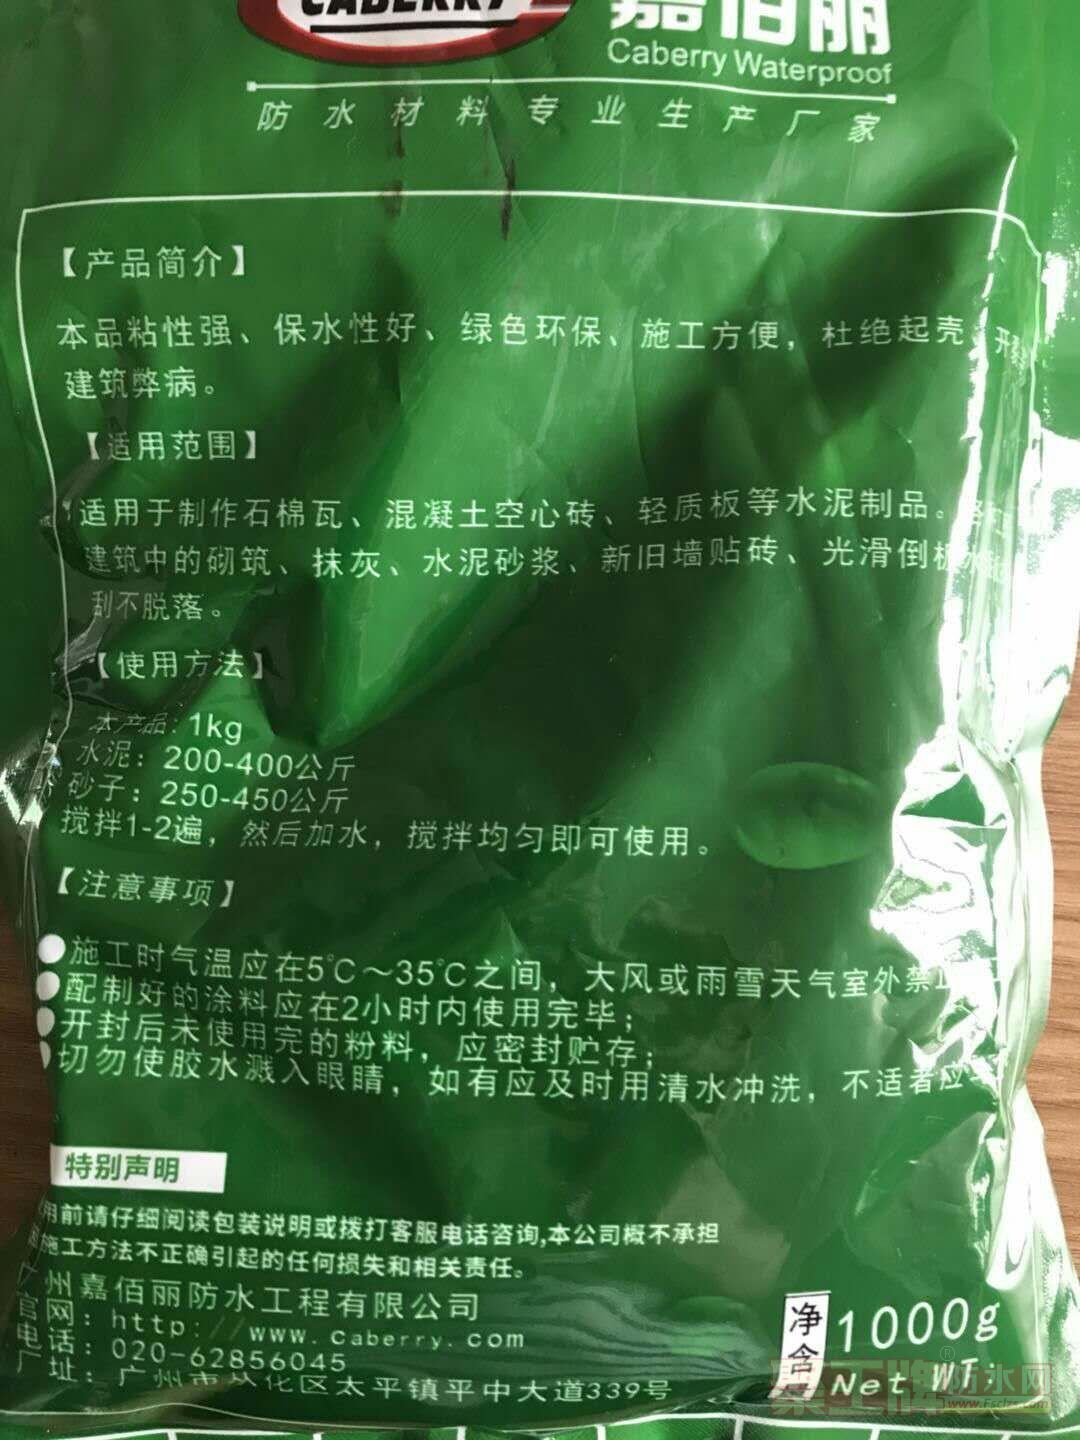 CABERRY
嘉佰丽
Caberry Waterproof
防水材料专业生产厂家
【产品简介】
本品粘性强、保水性好、绿色环保、施工方便，杜绝起壳、开裂
建筑弊病。
【适用范围】
适用于制作石棉瓦、混凝土空心砖、轻质板等水泥制品。
建筑中的砌筑、抹灰、水泥砂浆、新旧墙贴砖、光滑倒板水泥
刮不脱落。
【使用方法】
本产品：1kg
水泥：200-400公斤
砂子：250-450公斤
搅拌1-2遍，然后加水，搅拌均匀即可使用。
【注意事项】
●施工时气温应在5℃～35℃之间，大风或雨雪天气室外禁止
●配制好的涂料应在2小时内使用完毕；
●开封后未使用完的粉料，应密封贮存；
●切勿使胶水溅入眼睛，如有应及时用清水冲洗，不适者应
特别声明
用前请仔细阅读包装说明或拨打客服电话咨询,本公司概不承担
施工方法不正确引起的任何损失和相关责任。
广州嘉佰丽防水工程有限公司
官网：http://www.caberry.com
电话：020-62856045
厂址：广州市从化区太平镇平中大道339号
净含 1000g
Net WT:
防水网
www.Fsclzs.com